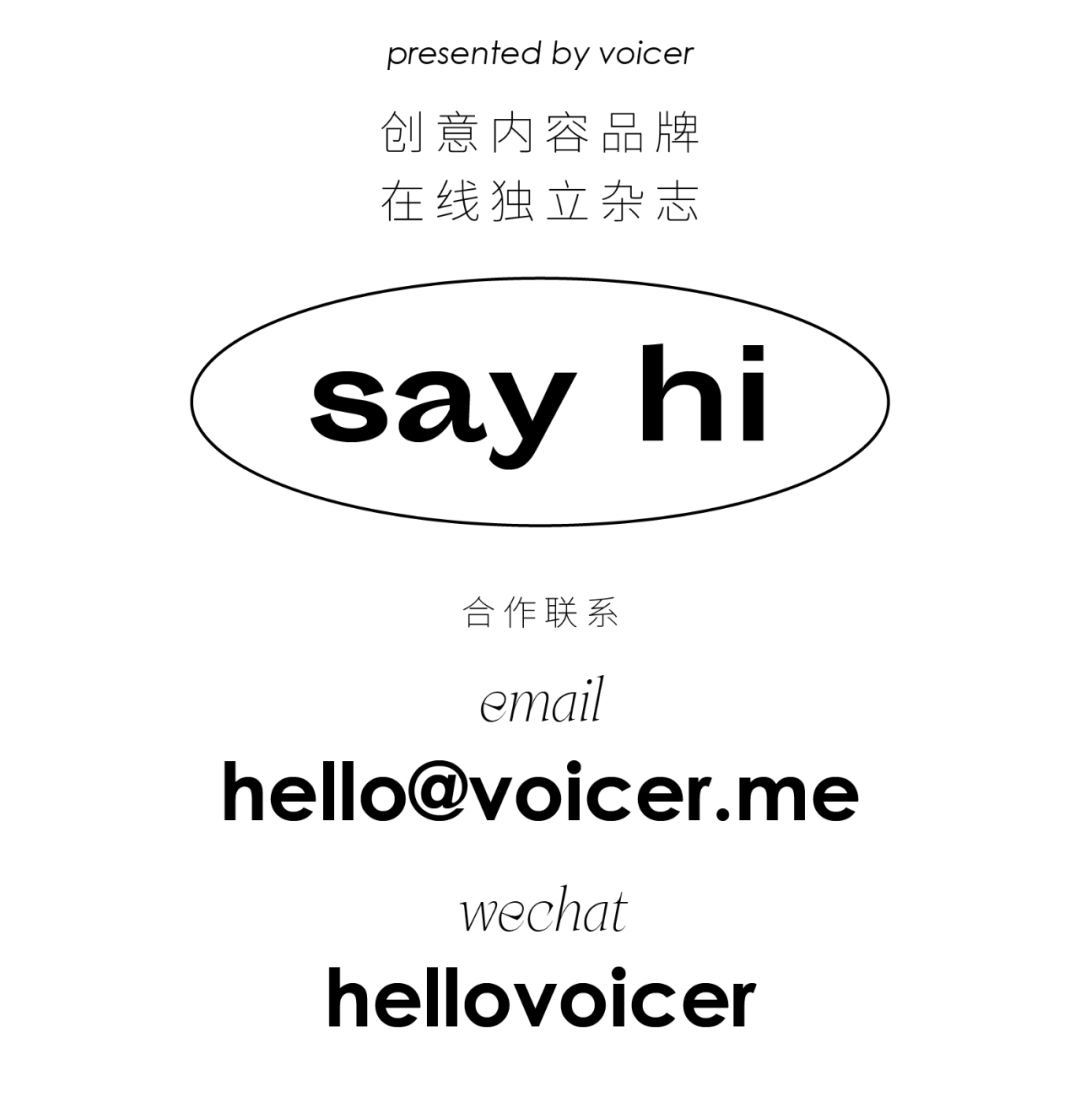 presented by voicer
创意内容品牌
在线独立杂志
say hi
合作联系
email
hello@voicer.me
wechat
hellovoicer